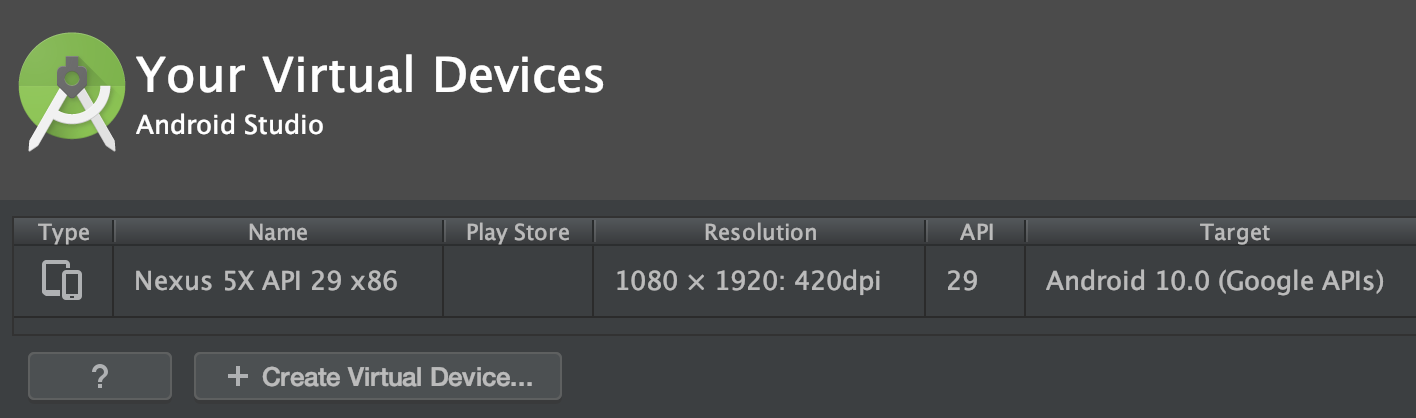 Your Virtual Devices
Android Studio
Type Name Play Store Resolution API Target
Nexus 5X API 29 x86 1080 × 1920: 420dpi 29 Android 10.0 (Google APIs)
? + Create Virtual Device...